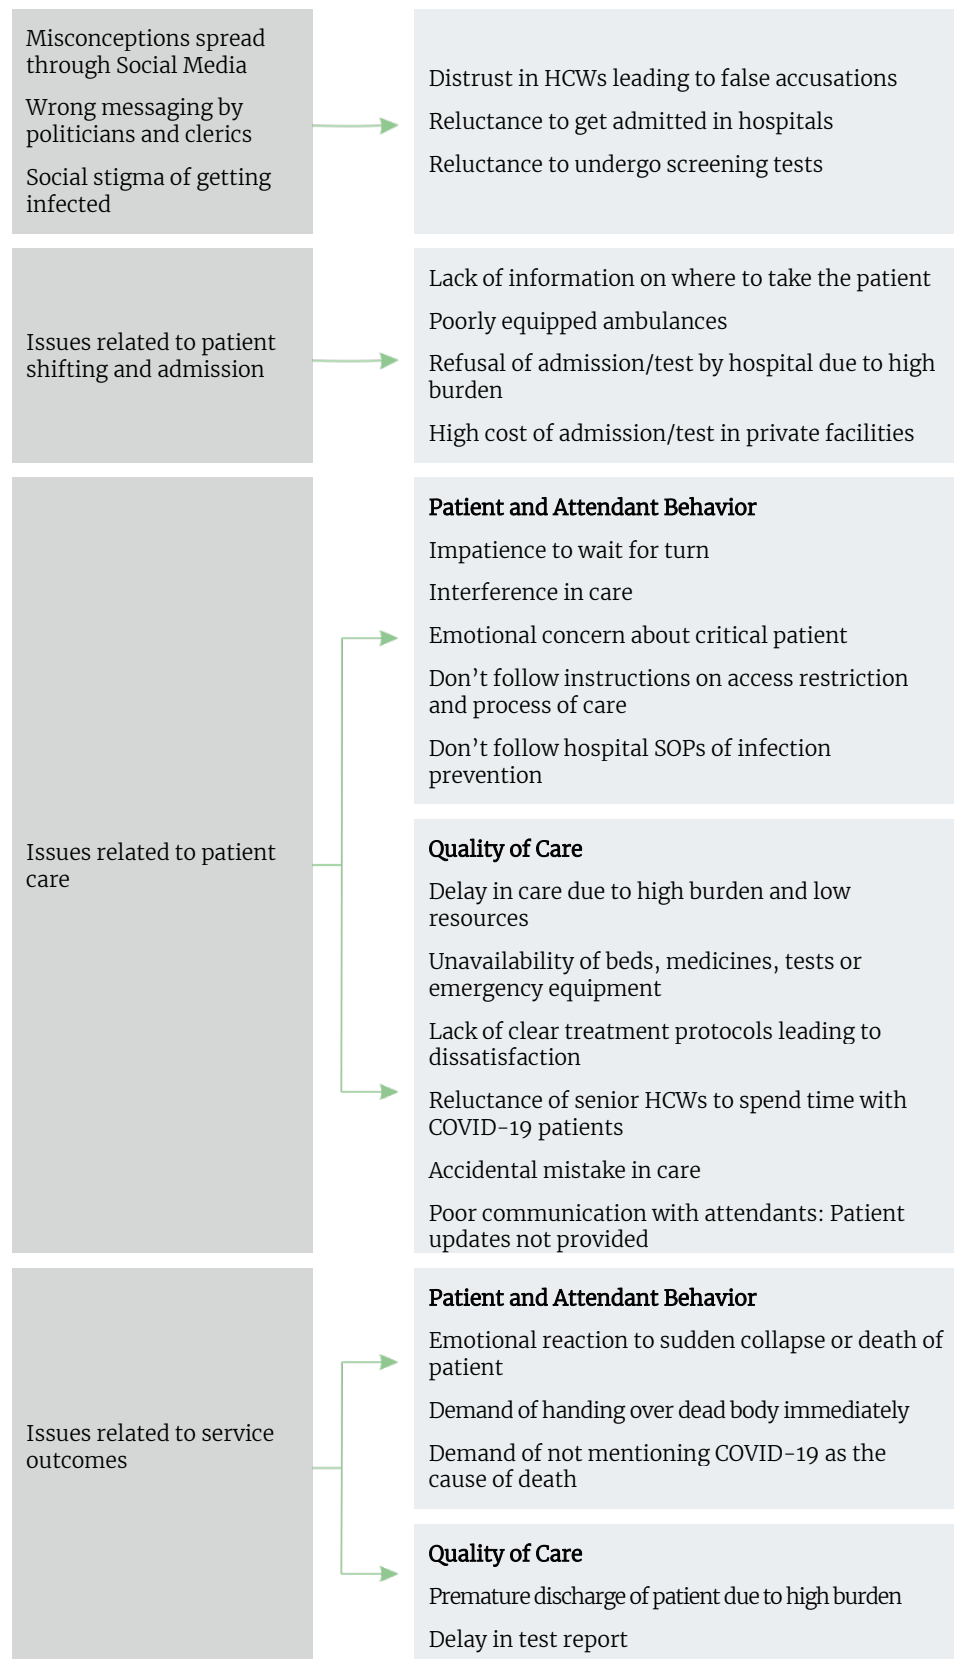 Misconceptions spread
through Social Media
Wrong messaging by
politicians and clerics
Social stigma of getting
infected
Distrust in HCWs leading to false accusations
Reluctance to get admitted in hospitals
Reluctance to undergo screening tests
Issues related to patient
shifting and admission
Lack of information on where to take the patient
Poorly equipped ambulances
Refusal of admission/test by hospital due to high
burden
High cost of admission/test in private facilities
Issues related to patient
care
Patient and Attendant Behavior
Impatience to wait for turn
Interference in care
Emotional concern about critical patient
Don’t follow instructions on access restriction
and process of care
Don’t follow hospital SOPs of infection
prevention
Quality of Care
Delay in care due to high burden and low
resources
Unavailability of beds, medicines, tests or
emergency equipment
Lack of clear treatment protocols leading to
dissatisfaction
Reluctance of senior HCWs to spend time with
COVID-19 patients
Accidental mistake in care
Poor communication with attendants: Patient
updates not provided
Issues related to service
outcomes
Patient and Attendant Behavior
Emotional reaction to sudden collapse or death of
patient
Demand of handing over dead body immediately
Demand of not mentioning COVID-19 as the
cause of death
Quality of Care
Premature discharge of patient due to high burden
Delay in test report